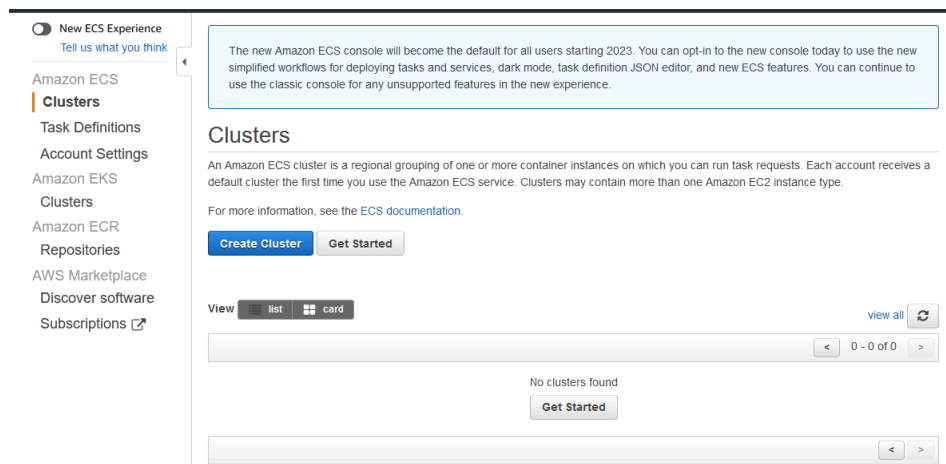 New ECS Experience
Tell us what you think
Amazon ECS
Clusters
Task Definitions
Account Settings
Amazon EKS
Clusters
Amazon ECR
Repositories
AWS Marketplace
Discover software
Subscriptions
The new Amazon ECS console will become the default for all users starting 2023. You can opt-in to the new console today to use the new
simplified workflows for deploying tasks and services, dark mode, task definition JSON editor, and new ECS features. You can continue to
use the classic console for any unsupported features in the new experience.
Clusters
An Amazon ECS cluster is a regional grouping of one or more container instances on which you can run task requests. Each account receives a
default cluster the first time you use the Amazon ECS service. Clusters may contain more than one Amazon EC2 instance type.
For more information, see the ECS documentation.
Create Cluster Get Started
View list card
view all
< 0 - 0 of 0 >
No clusters found
Get Started
< >